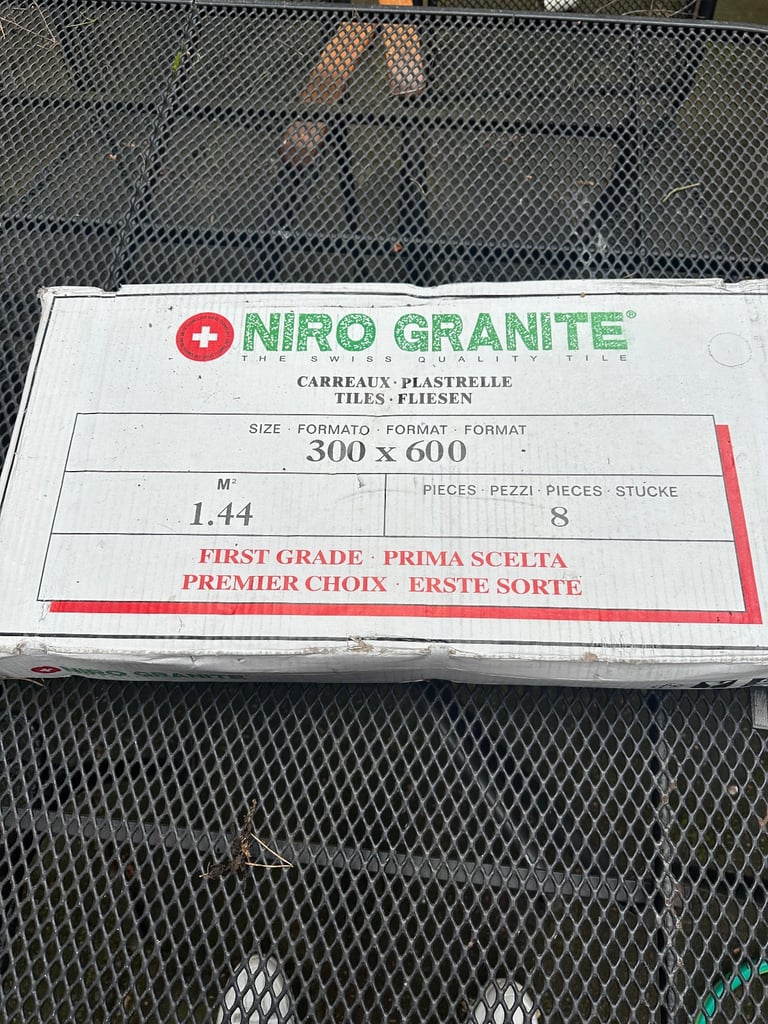 NIRO GRANITE®
THE SWISS QUALITY TILE
CARREAUX · PLASTRELLE
TILES · FLIESEN
SIZE · FORMATO · FORMAT · FORMAT
300 x 600
M²
1.44
PIECES · PEZZI · PIECES · STUCKE
8
FIRST GRADE · PRIMA SCELTA
PREMIER CHOIX · ERSTE SORTE
NIRO GRANITE